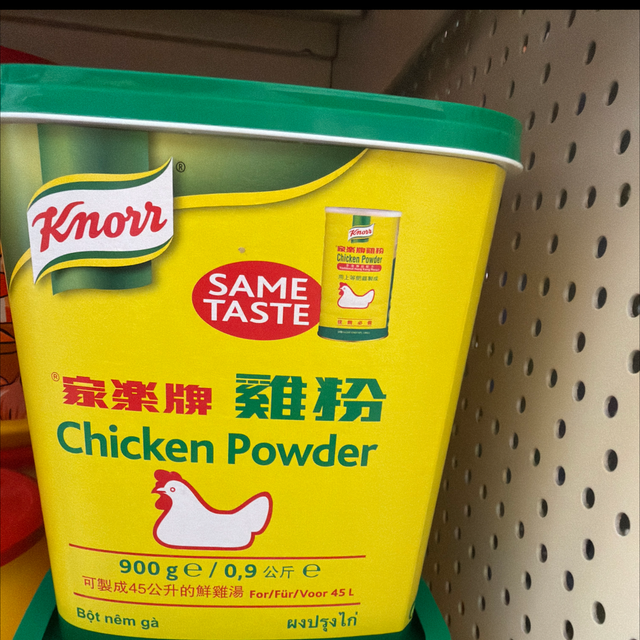 Knorr®
Knorr
家樂牌雞粉
Chicken Powder
SAME
TASTE
®家樂牌 雞粉
Chicken Powder
900 g ℮ / 0,9 公斤 ℮
可製成45公升的鮮雞湯 For/Für/Voor 45 L
Bột nêm gà
ผงปรุงไก่